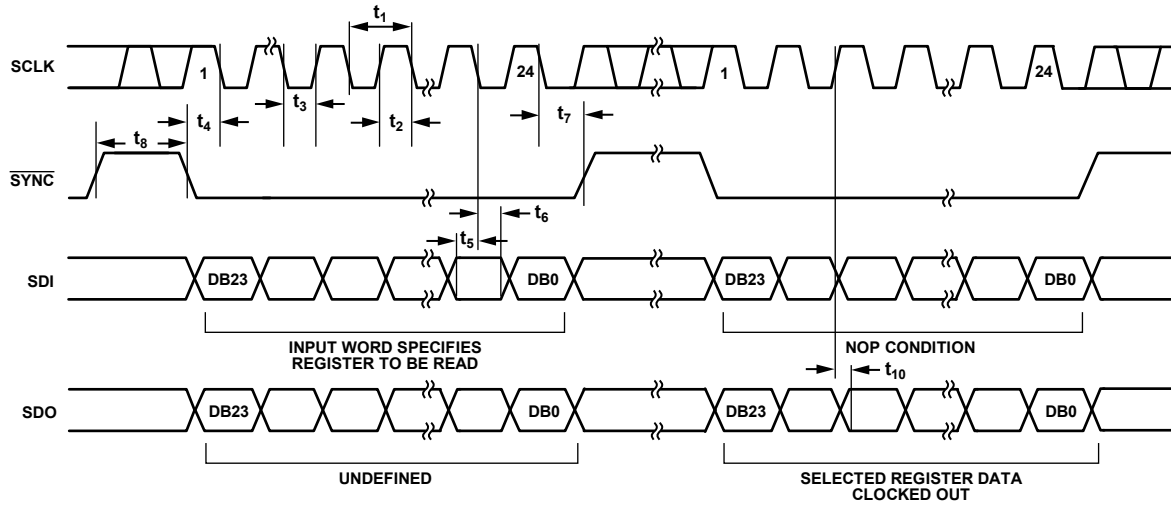 t1
SCLK
1
24
1
24
t3
t4
t2
t7
t8
SYNC
t6
t5
SDI
DB23
DB0
DB23
DB0
INPUT WORD SPECIFIES
REGISTER TO BE READ
NOP CONDITION
t10
SDO
DB23
DB0
DB23
DB0
UNDEFINED
SELECTED REGISTER DATA
CLOCKED OUT